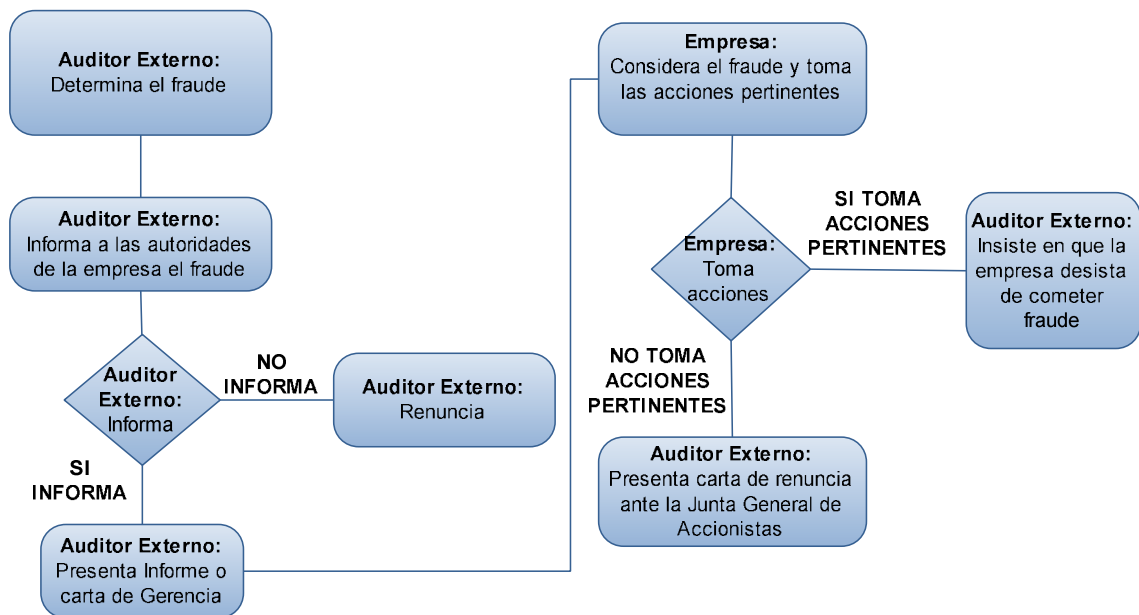 Auditor Externo:
Determina el fraude
Auditor Externo:
Informa a las autoridades
de la empresa el fraude
Auditor
Externo:
Informa
NO
INFORMA
Auditor Externo:
Renuncia
SI
INFORMA
Auditor Externo:
Presenta Informe o
carta de Gerencia
Empresa:
Considera el fraude y toma
las acciones pertinentes
Empresa:
Toma
acciones
SI TOMA
ACCIONES
PERTINENTES
Auditor Externo:
Insiste en que la
empresa desista
de cometer
fraude
NO TOMA
ACCIONES
PERTINENTES
Auditor Externo:
Presenta carta de renuncia
ante la Junta General de
Accionistas